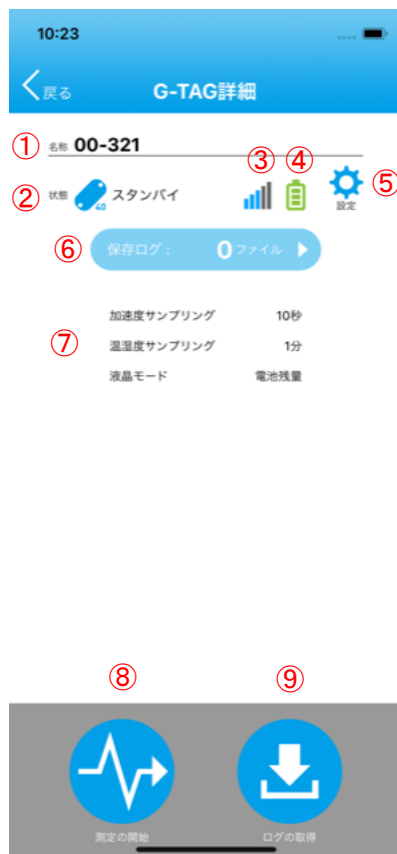 10:23
戻る G-TAG詳細
① 名称 00-321
③ ④
② 状態 4.0 スタンバイ ⑤
設定
⑥ 保存ログ： 0 ファイル
加速度サンプリング 10秒
⑦ 温湿度サンプリング 1分
液晶モード 電池残量
⑧ ⑨
測定の開始 ログの取得